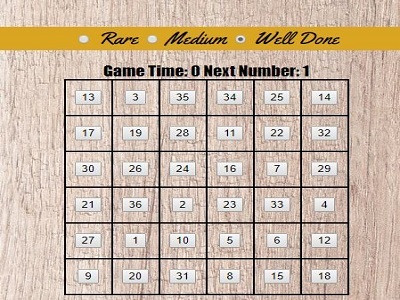 Rare Medium Well Done
Game Time: 0 Next Number: 1
13 3 35 34 25 14
17 19 28 11 22 32
30 26 24 16 7 29
21 36 2 23 33 4
27 1 10 5 6 12
9 20 31 8 15 18